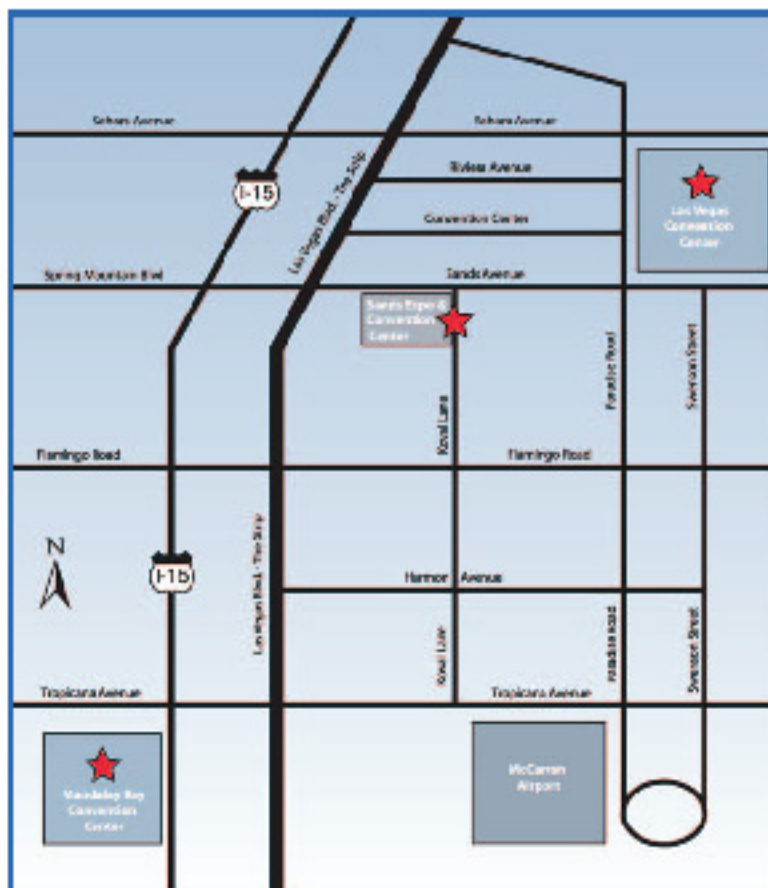 Sahara Avenue
Sahara Avenue
Riviera Avenue
I-15
Las Vegas Blvd. - The Strip
Las Vegas
Convention
Center
Convention Center
Spring Mountain Blvd
Sands Avenue
Sands Expo &
Convention
Center
Paradise Road
Swenson Street
Koval Lane
Flamingo Road
Flamingo Road
N
Las Vegas Blvd. - The Strip
I-15
Harmon Avenue
Koval Lane
Paradise Road
Swenson Street
Tropicana Avenue
Tropicana Avenue
Mandalay Bay
Convention
Center
McCarran
Airport